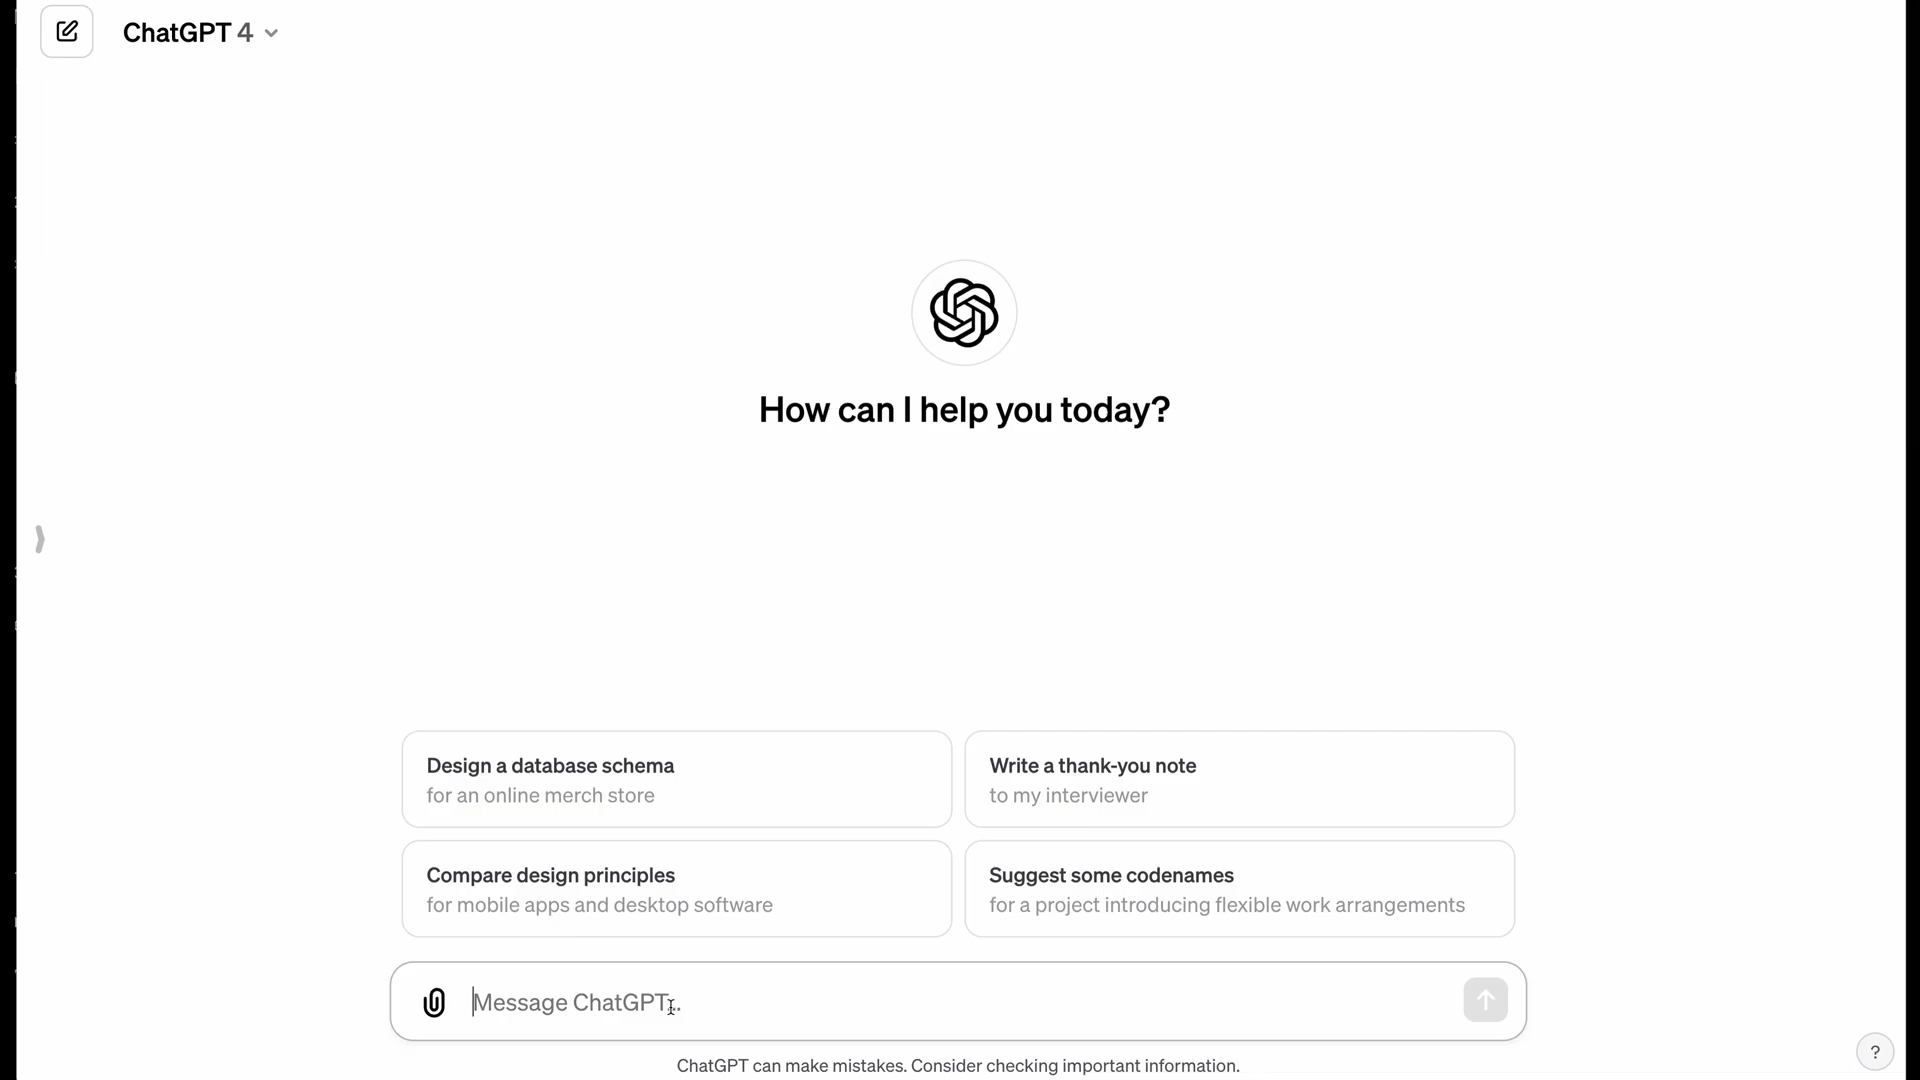 ChatGPT 4
How can I help you today?
Design a database schema
for an online merch store
Write a thank-you note
to my interviewer
Compare design principles
for mobile apps and desktop software
Suggest some codenames
for a project introducing flexible work arrangements
Message ChatGPT...
ChatGPT can make mistakes. Consider checking important information.
?